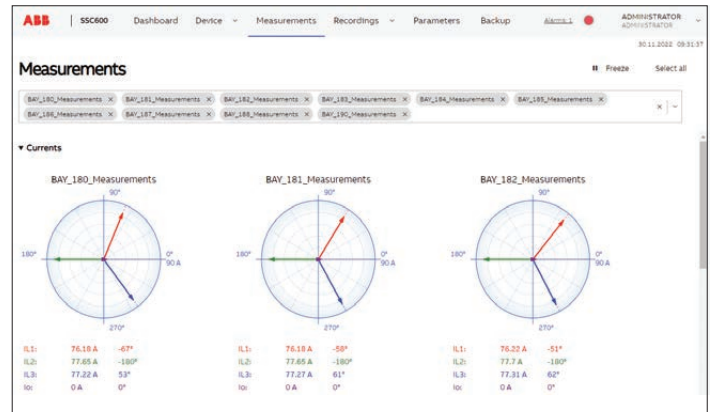 ABB SSC600 Dashboard Device Measurements Recordings Parameters Backup Alarms 1 ADMINISTRATOR
ADMINISTRATOR
30.11.2022 09:31:37
Measurements
Freeze Select all
BAY_180_Measurements × BAY_181_Measurements × BAY_182_Measurements × BAY_183_Measurements × BAY_184_Measurements × BAY_185_Measurements ×
BAY_186_Measurements × BAY_187_Measurements × BAY_188_Measurements × BAY_190_Measurements ×
Currents
BAY_180_Measurements BAY_181_Measurements BAY_182_Measurements
90° 90° 90°
180° 0° 180° 0° 180° 0°
90 A 90 A 90 A
270° 270° 270°
IL1: 76.18 A -67° IL1: 76.18 A -58° IL1: 76.22 A -51°
IL2: 77.65 A -180° IL2: 77.65 A -180° IL2: 77.7 A -180°
IL3: 77.22 A 53° IL3: 77.27 A 61° IL3: 77.31 A 62°
Io: 0 A 0° Io: 0 A 0° Io: 0 A 0°